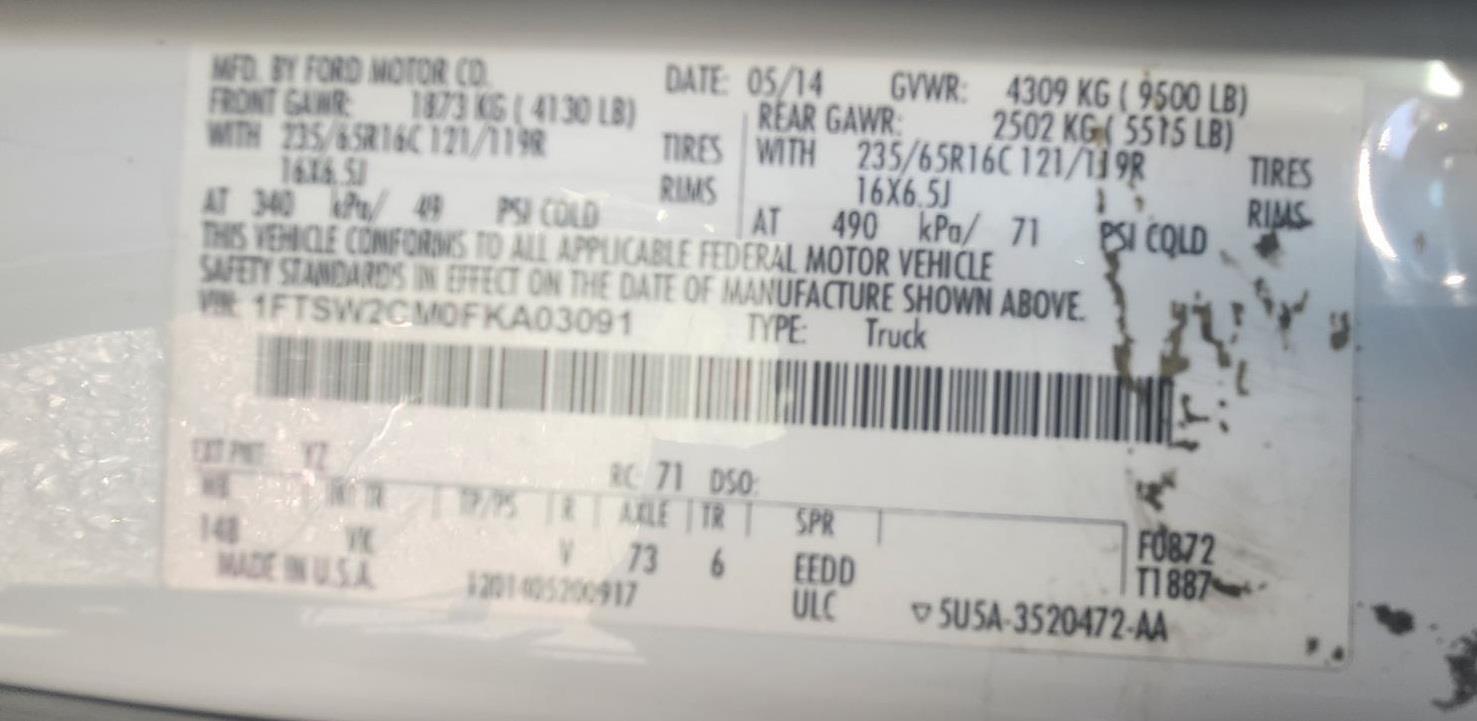 MFD. BY FORD MOTOR CO. DATE: 05/14 GVWR: 4309 KG ( 9500 LB)
FRONT GAWR: 1873 KG ( 4130 LB) REAR GAWR: 2502 KG ( 5515 LB)
WITH 235/65R16C 121/119R TIRES WITH 235/65R16C 121/119R TIRES
16X6.5J RIMS 16X6.5J RIMS
AT 340 kPa/ 49 PSI COLD AT 490 kPa/ 71 PSI COLD
THIS VEHICLE CONFORMS TO ALL APPLICABLE FEDERAL MOTOR VEHICLE
SAFETY STANDARDS IN EFFECT ON THE DATE OF MANUFACTURE SHOWN ABOVE.
VIN: 1FTSW2CM0FKA03091 TYPE: Truck
EXT PNT YZ RC: 71 DSO:
WB INT TR TP/PS R AXLE TR SPR
148 VK V 73 6 EEDD F0872
MADE IN U.S.A. 1201405200917 ULC T1887
▽ 5U5A-3520472-AA